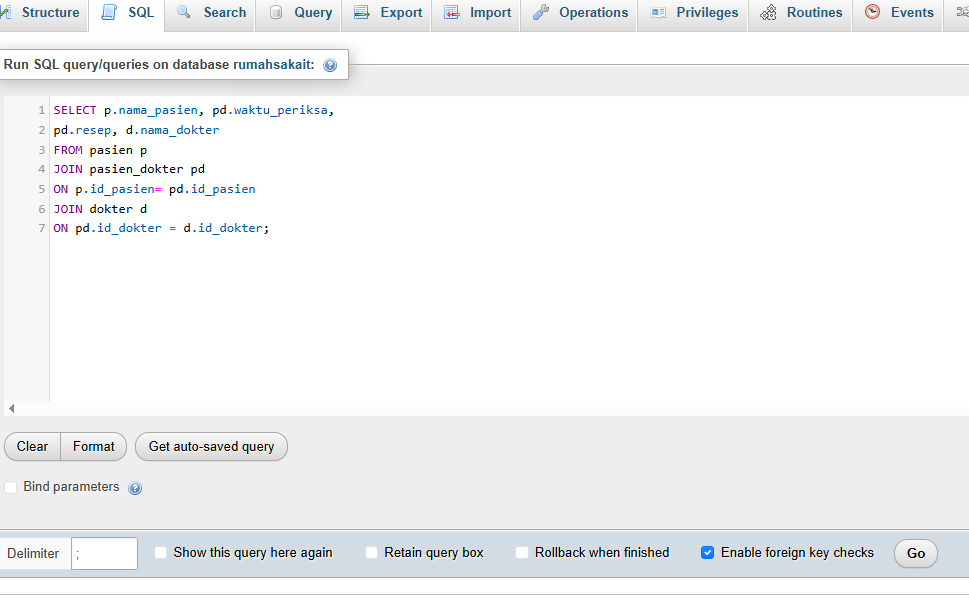 Structure SQL Search Query Export Import Operations Privileges Routines Events
Run SQL query/queries on database rumahsakait:
1 SELECT p.nama_pasien, pd.waktu_periksa,
2 pd.resep, d.nama_dokter
3 FROM pasien p
4 JOIN pasien_dokter pd
5 ON p.id_pasien= pd.id_pasien
6 JOIN dokter d
7 ON pd.id_dokter = d.id_dokter;
Clear Format Get auto-saved query
Bind parameters
Delimiter ; Show this query here again Retain query box Rollback when finished Enable foreign key checks Go